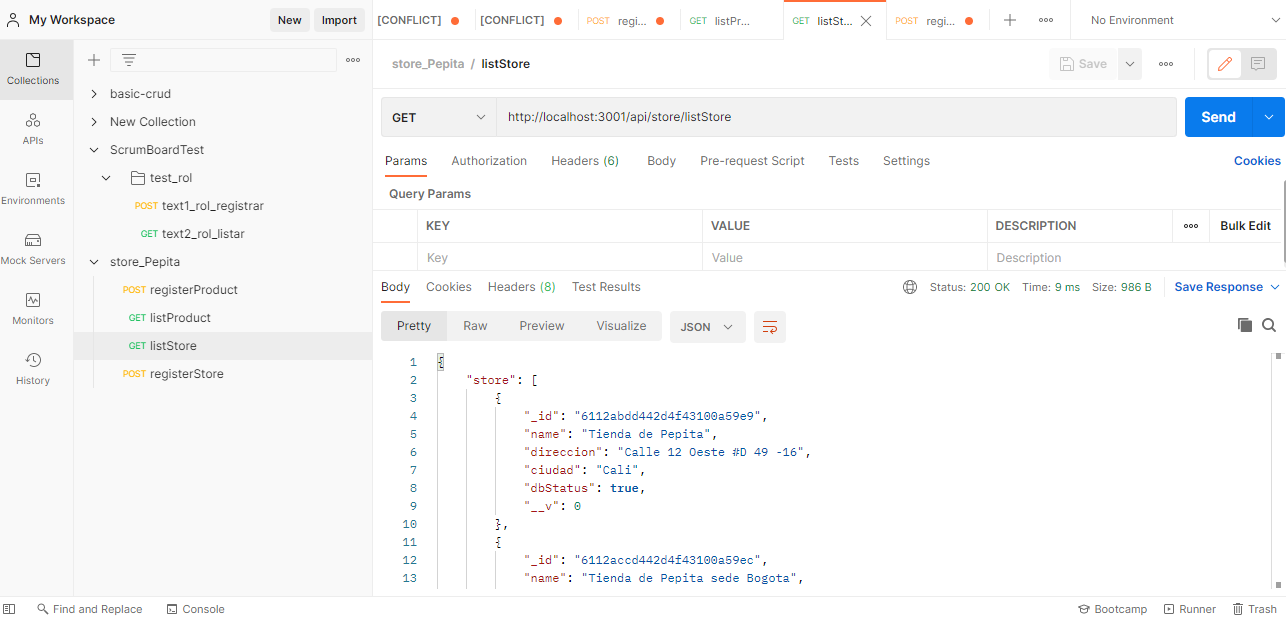 My Workspace
New
Import
[CONFLICT]
[CONFLICT]
POST regi...
GET listPr...
GET listSt...
POST regi...
No Environment
Collections
APIs
Environments
Mock Servers
Monitors
History
basic-crud
New Collection
ScrumBoardTest
test_rol
POST text1_rol_registrar
GET text2_rol_listar
store_Pepita
POST registerProduct
GET listProduct
GET listStore
POST registerStore
store_Pepita / listStore
Save
GET
http://localhost:3001/api/store/listStore
Send
Params
Authorization
Headers (6)
Body
Pre-request Script
Tests
Settings
Cookies
Query Params
KEY
VALUE
DESCRIPTION
Bulk Edit
Key
Value
Description
Body
Cookies
Headers (8)
Test Results
Status: 200 OK
Time: 9 ms
Size: 986 B
Save Response
Pretty
Raw
Preview
Visualize
JSON
1 {
2 "store": [
3 {
4 "_id": "6112abdd442d4f43100a59e9",
5 "name": "Tienda de Pepita",
6 "direccion": "Calle 12 Oeste #D 49 -16",
7 "ciudad": "Cali",
8 "dbStatus": true,
9 "__v": 0
10 },
11 {
12 "_id": "6112accd442d4f43100a59ec",
13 "name": "Tienda de Pepita sede Bogota",
Find and Replace
Console
Bootcamp
Runner
Trash